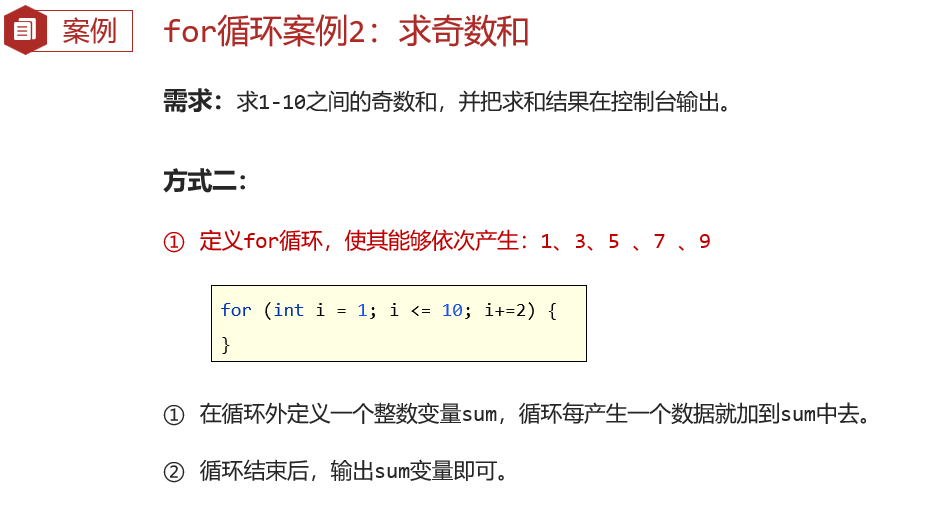 案例
for循环案例2：求奇数和
需求：求1-10之间的奇数和，并把求和结果在控制台输出。
方式二：
① 定义for循环，使其能够依次产生：1、3、5 、7 、9
for (int i = 1; i <= 10; i+=2) {
}
① 在循环外定义一个整数变量sum，循环每产生一个数据就加到sum中去。
② 循环结束后，输出sum变量即可。